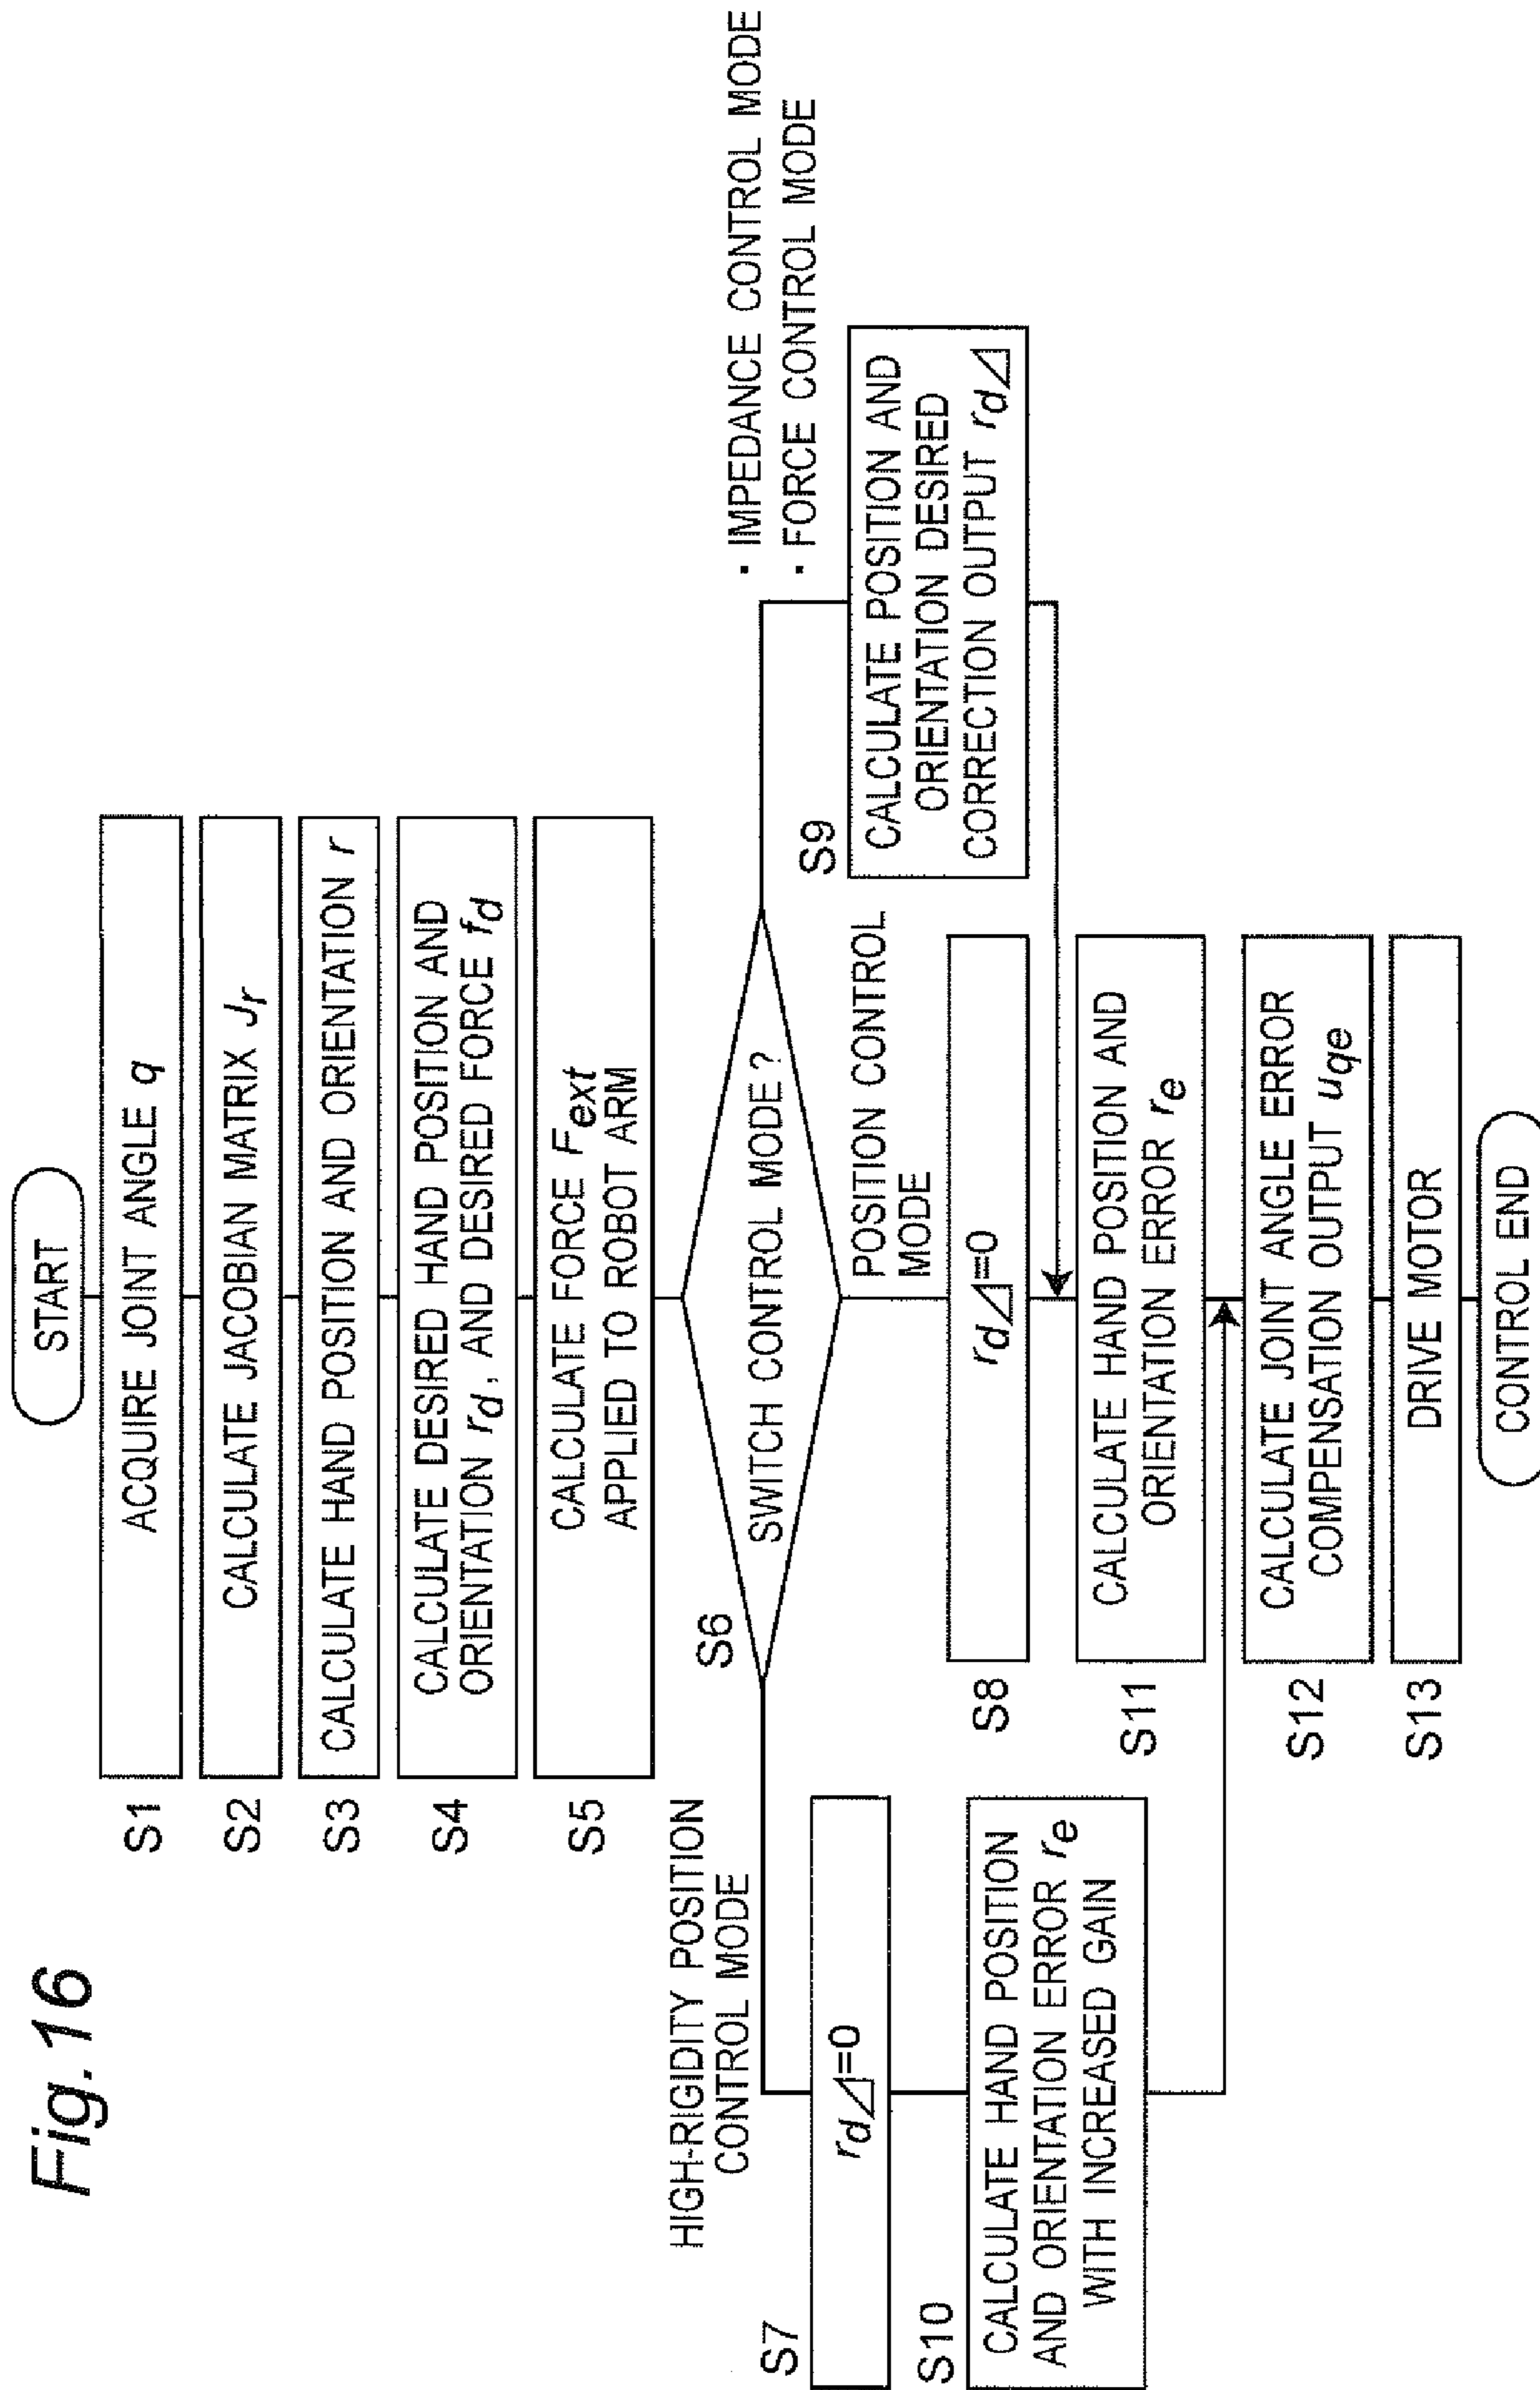 Fig.16
START
S1
ACQUIRE JOINT ANGLE q
S2
CALCULATE JACOBIAN MATRIX Jr
S3
CALCULATE HAND POSITION AND ORIENTATION r
S4
CALCULATE DESIRED HAND POSITION AND
ORIENTATION rd, AND DESIRED FORCE fd
S5
CALCULATE FORCE Fext
APPLIED TO ROBOT ARM
S6
SWITCH CONTROL MODE?
HIGH-RIGIDITY POSITION
CONTROL MODE
POSITION CONTROL
MODE
· IMPEDANCE CONTROL MODE
· FORCE CONTROL MODE
S7
rd⊿=0
S8
rd⊿=0
S9
CALCULATE POSITION AND
ORIENTATION DESIRED
CORRECTION OUTPUT rd⊿
S10
CALCULATE HAND POSITION
AND ORIENTATION ERROR re
WITH INCREASED GAIN
S11
CALCULATE HAND POSITION AND
ORIENTATION ERROR re
S12
CALCULATE JOINT ANGLE ERROR
COMPENSATION OUTPUT uqe
S13
DRIVE MOTOR
CONTROL END